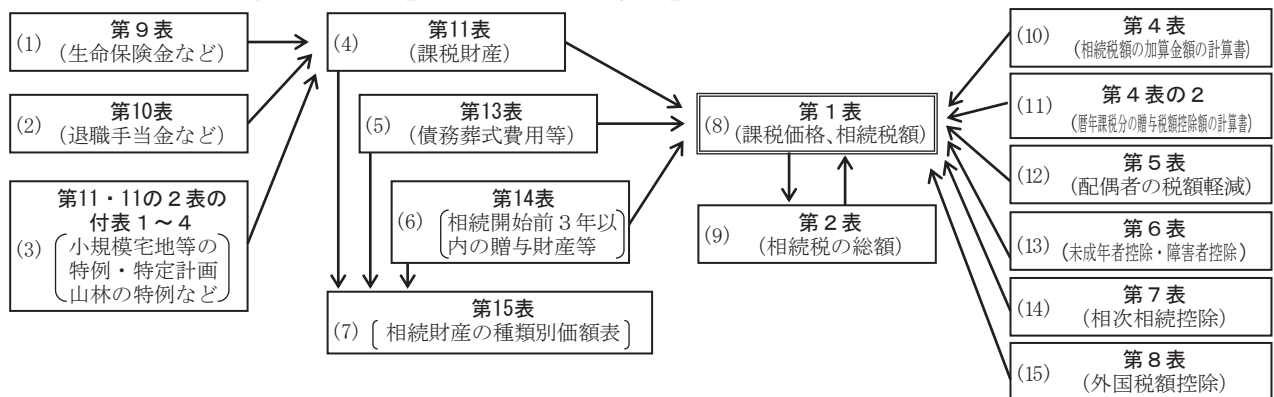 (1) 第9表
(生命保険金など)
(2) 第10表
(退職手当金など)
(3) 第11・11の2表の
付表1～4
小規模宅地等の
特例・特定計画
山林の特例など
(4) 第11表
(課税財産)
(5) 第13表
(債務葬式費用等)
(6) 第14表
相続開始前3年以
内の贈与財産等
(7) 第15表
相続財産の種類別価額表
(8) 第1表
(課税価格、相続税額)
(9) 第2表
(相続税の総額)
(10) 第4表
(相続税額の加算金額の計算書)
(11) 第4表の2
(暦年課税分の贈与税額控除額の計算書)
(12) 第5表
(配偶者の税額軽減)
(13) 第6表
(未成年者控除・障害者控除)
(14) 第7表
(相次相続控除)
(15) 第8表
(外国税額控除)